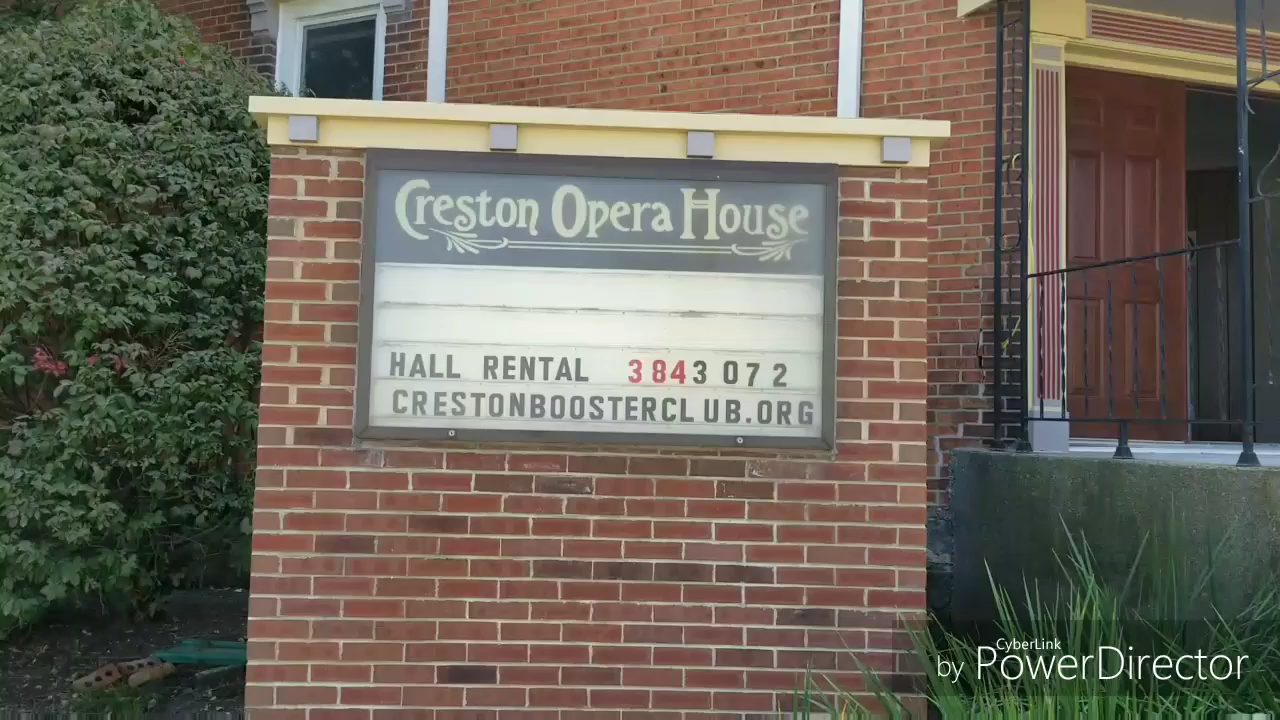 Creston Opera House
HALL RENTAL 3843072
CRESTONBOOSTERCLUB.ORG
CyberLink
by PowerDirector